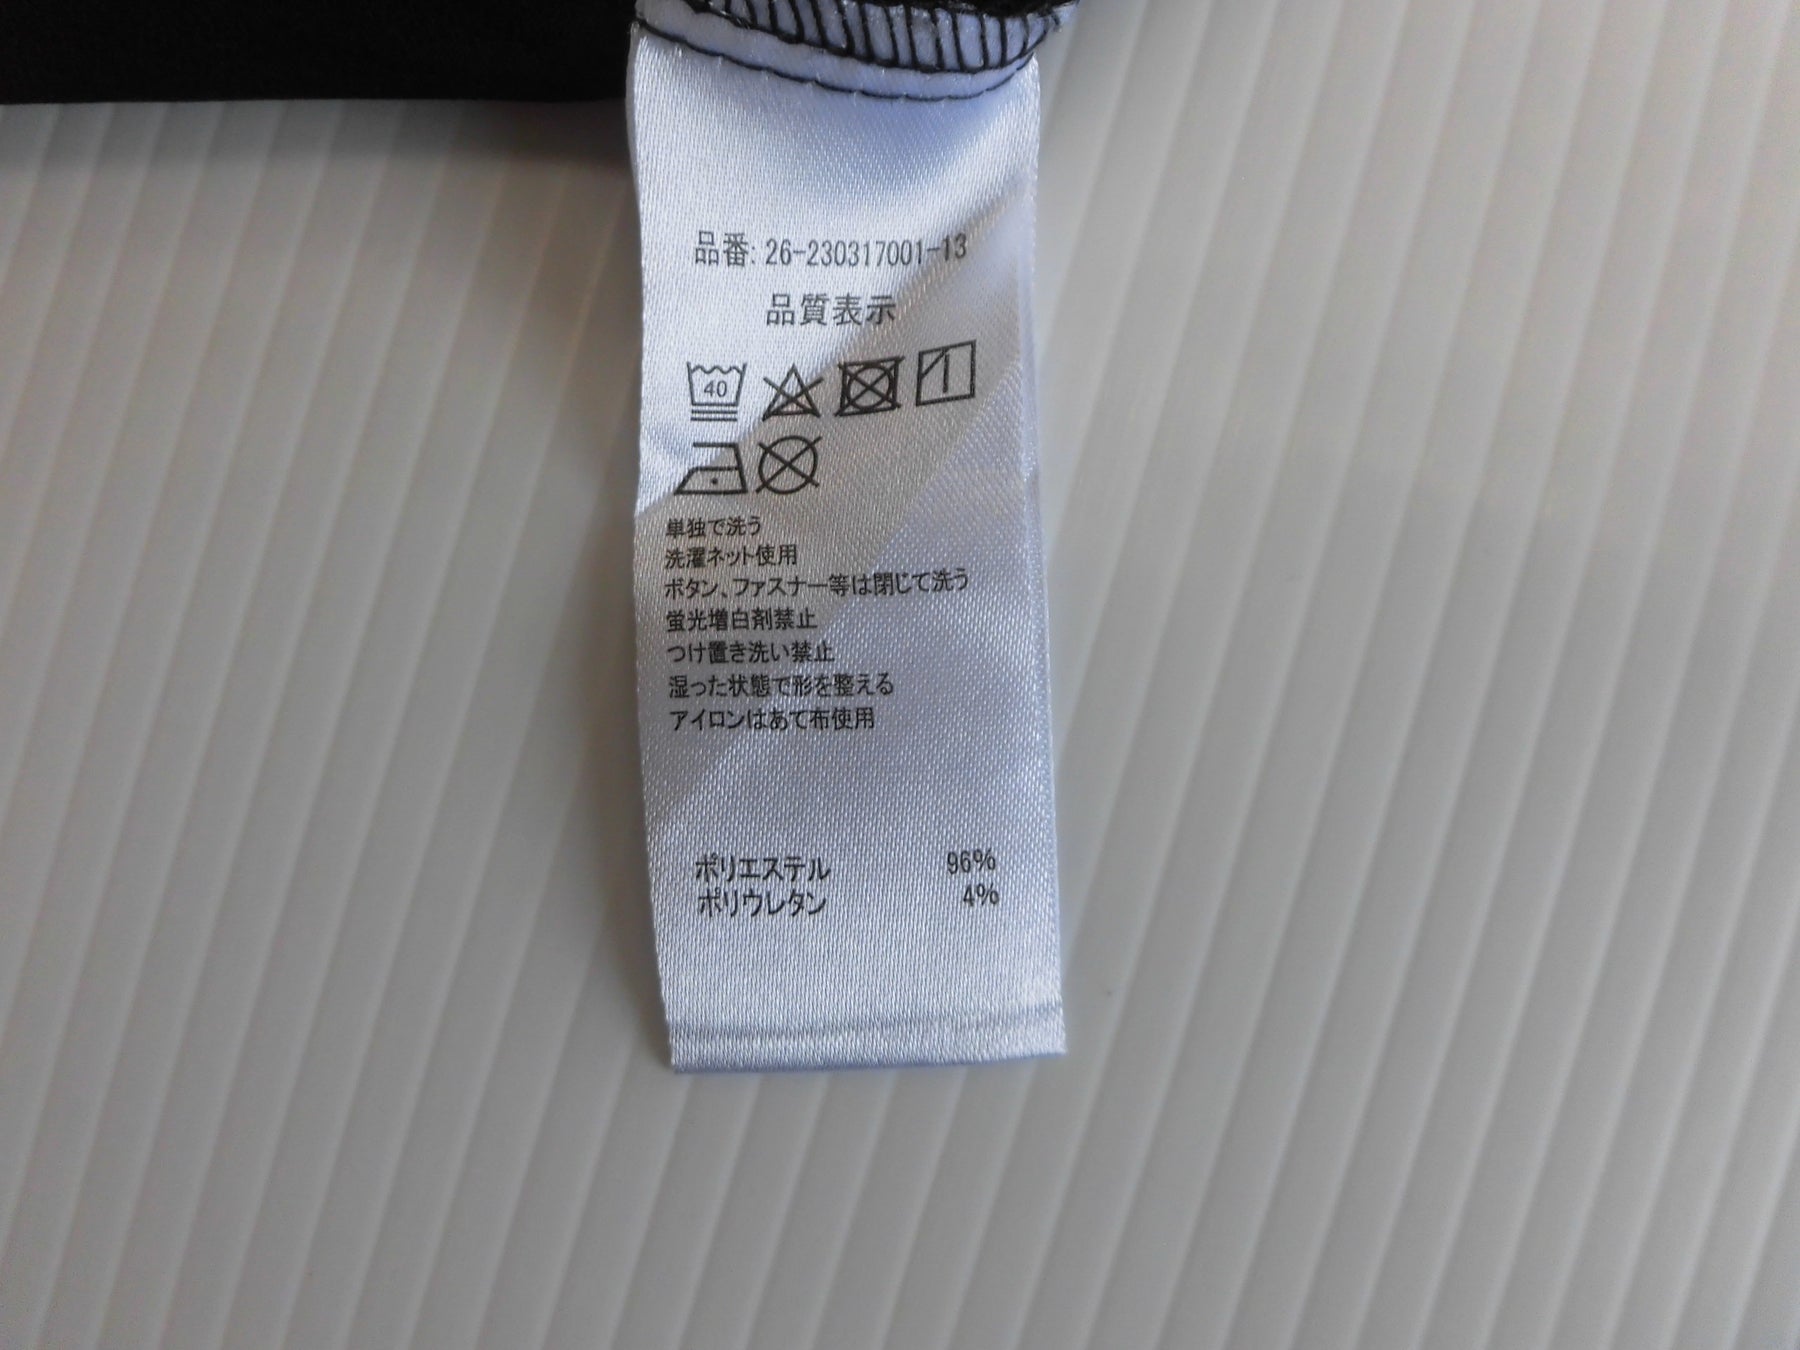 品番: 26-230317001-13
品質表示
40
単独で洗う
洗濯ネット使用
ボタン、ファスナー等は閉じて洗う
蛍光増白剤禁止
つけ置き洗い禁止
湿った状態で形を整える
アイロンはあて布使用
ポリエステル 96%
ポリウレタン 4%